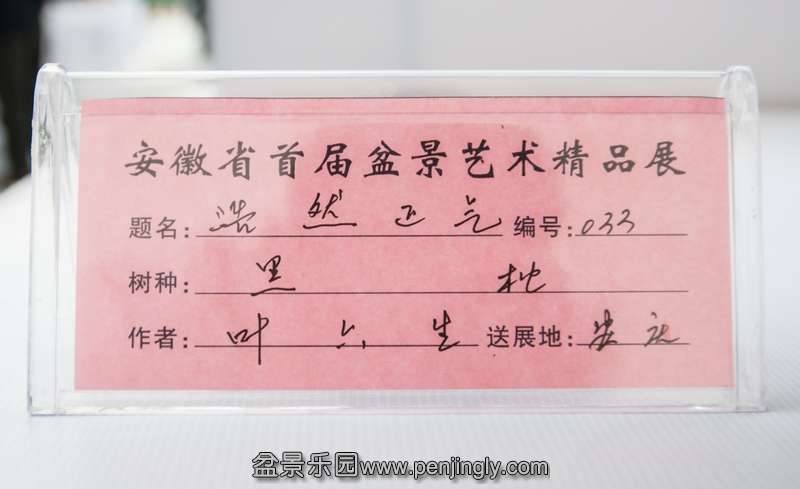 安徽省首届盆景艺术精品展
题名: 浩然正气 编号: 033
树种: 黑松
作者: 叶六生 送展地: 安庆
盆景乐园www.penjingly.com